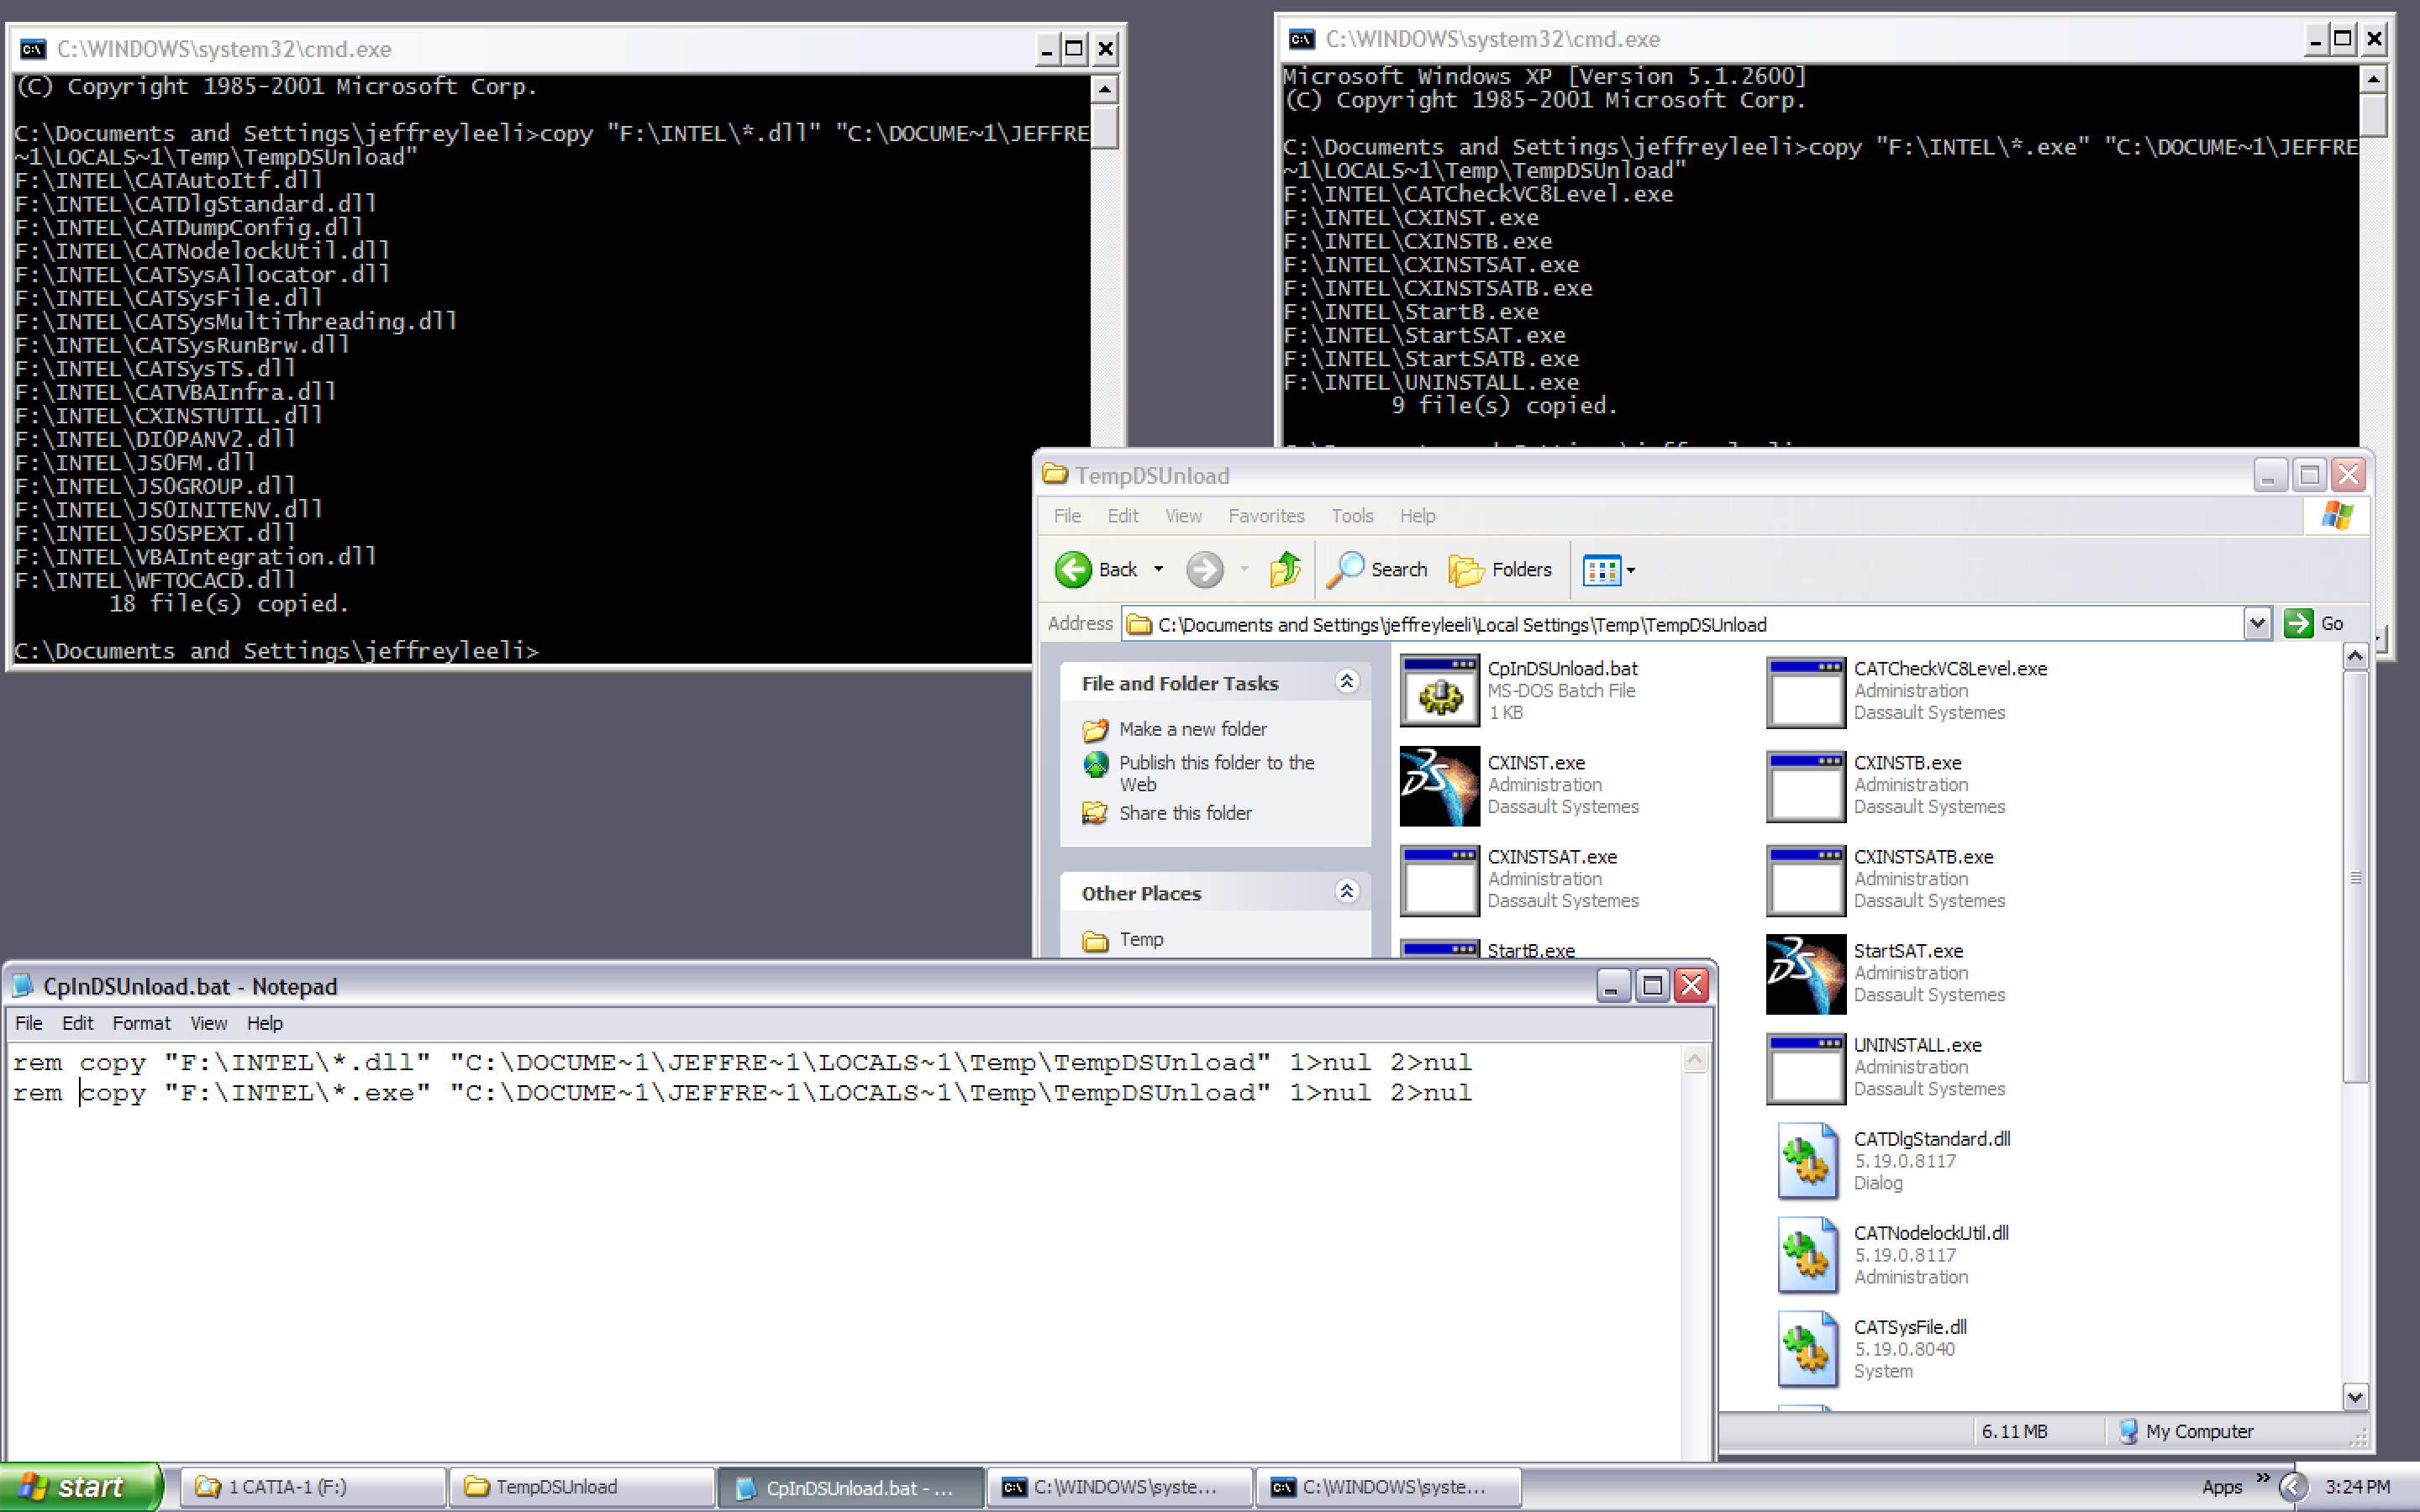 C:\WINDOWS\system32\cmd.exe
(C) Copyright 1985-2001 Microsoft Corp.
C:\Documents and Settings\jeffreyleeli>copy "F:\INTEL\*.dll" "C:\DOCUME~1\JEFFRE
~1\LOCALS~1\Temp\TempDSUnload"
F:\INTEL\CATAutoItf.dll
F:\INTEL\CATDlgStandard.dll
F:\INTEL\CATDumpConfig.dll
F:\INTEL\CATNodelockUtil.dll
F:\INTEL\CATSysAllocator.dll
F:\INTEL\CATSysFile.dll
F:\INTEL\CATSysMultiThreading.dll
F:\INTEL\CATSysRunBrw.dll
F:\INTEL\CATSysTS.dll
F:\INTEL\CATVBAInfra.dll
F:\INTEL\CXINSTUTIL.dll
F:\INTEL\DI0PANV2.dll
F:\INTEL\JS0FM.dll
F:\INTEL\JS0GROUP.dll
F:\INTEL\JS0INITENV.dll
F:\INTEL\JS0SPEXT.dll
F:\INTEL\VBAIntegration.dll
F:\INTEL\WFTOCACD.dll
18 file(s) copied.
C:\Documents and Settings\jeffreyleeli>
C:\WINDOWS\system32\cmd.exe
Microsoft Windows XP [Version 5.1.2600]
(C) Copyright 1985-2001 Microsoft Corp.
C:\Documents and Settings\jeffreyleeli>copy "F:\INTEL\*.exe" "C:\DOCUME~1\JEFFRE
~1\LOCALS~1\Temp\TempDSUnload"
F:\INTEL\CATCheckVC8Level.exe
F:\INTEL\CXINST.exe
F:\INTEL\CXINSTB.exe
F:\INTEL\CXINSTSAT.exe
F:\INTEL\CXINSTSATB.exe
F:\INTEL\StartB.exe
F:\INTEL\StartSAT.exe
F:\INTEL\StartSATB.exe
F:\INTEL\UNINSTALL.exe
9 file(s) copied.
TempDSUnload
File Edit View Favorites Tools Help
Back Search Folders
Address C:\Documents and Settings\jeffreyleeli\Local Settings\Temp\TempDSUnload Go
File and Folder Tasks
Make a new folder
Publish this folder to the
Web
Share this folder
Other Places
Temp
CpInDSUnload.bat
MS-DOS Batch File
1 KB
CATCheckVC8Level.exe
Administration
Dassault Systemes
CXINST.exe
Administration
Dassault Systemes
CXINSTB.exe
Administration
Dassault Systemes
CXINSTSAT.exe
Administration
Dassault Systemes
CXINSTSATB.exe
Administration
Dassault Systemes
StartB.exe
StartSAT.exe
Administration
Dassault Systemes
UNINSTALL.exe
Administration
Dassault Systemes
CATDlgStandard.dll
5.19.0.8117
Dialog
CATNodelockUtil.dll
5.19.0.8117
Administration
CATSysFile.dll
5.19.0.8040
System
6.11 MB My Computer
CpInDSUnload.bat - Notepad
File Edit Format View Help
rem copy "F:\INTEL\*.dll" "C:\DOCUME~1\JEFFRE~1\LOCALS~1\Temp\TempDSUnload" 1>nul 2>nul
rem copy "F:\INTEL\*.exe" "C:\DOCUME~1\JEFFRE~1\LOCALS~1\Temp\TempDSUnload" 1>nul 2>nul
start 1 CATIA-1 (F:) TempDSUnload CpInDSUnload.bat - ... C:\WINDOWS\syste... C:\WINDOWS\syste... Apps » 3:24 PM